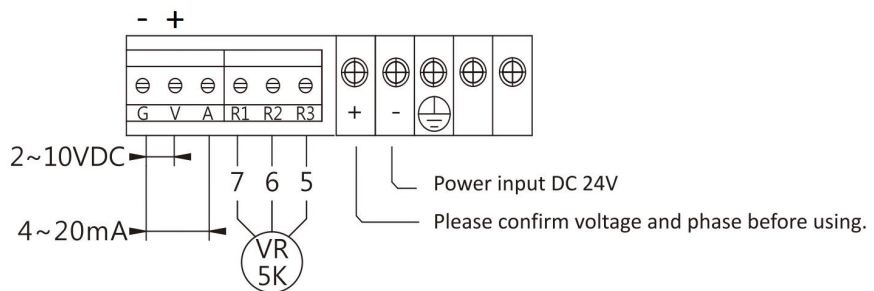 - +
G V A R1 R2 R3 + -
2~10VDC
7 6 5
Power input DC 24V
Please confirm voltage and phase before using.
4~20mA
VR
5K